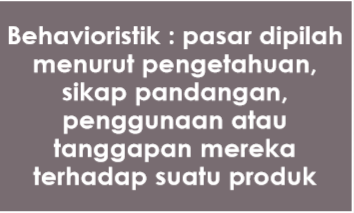 Behavioristik : pasar dipilah
menurut pengetahuan,
sikap pandangan,
penggunaan atau
tanggapan mereka
terhadap suatu produk